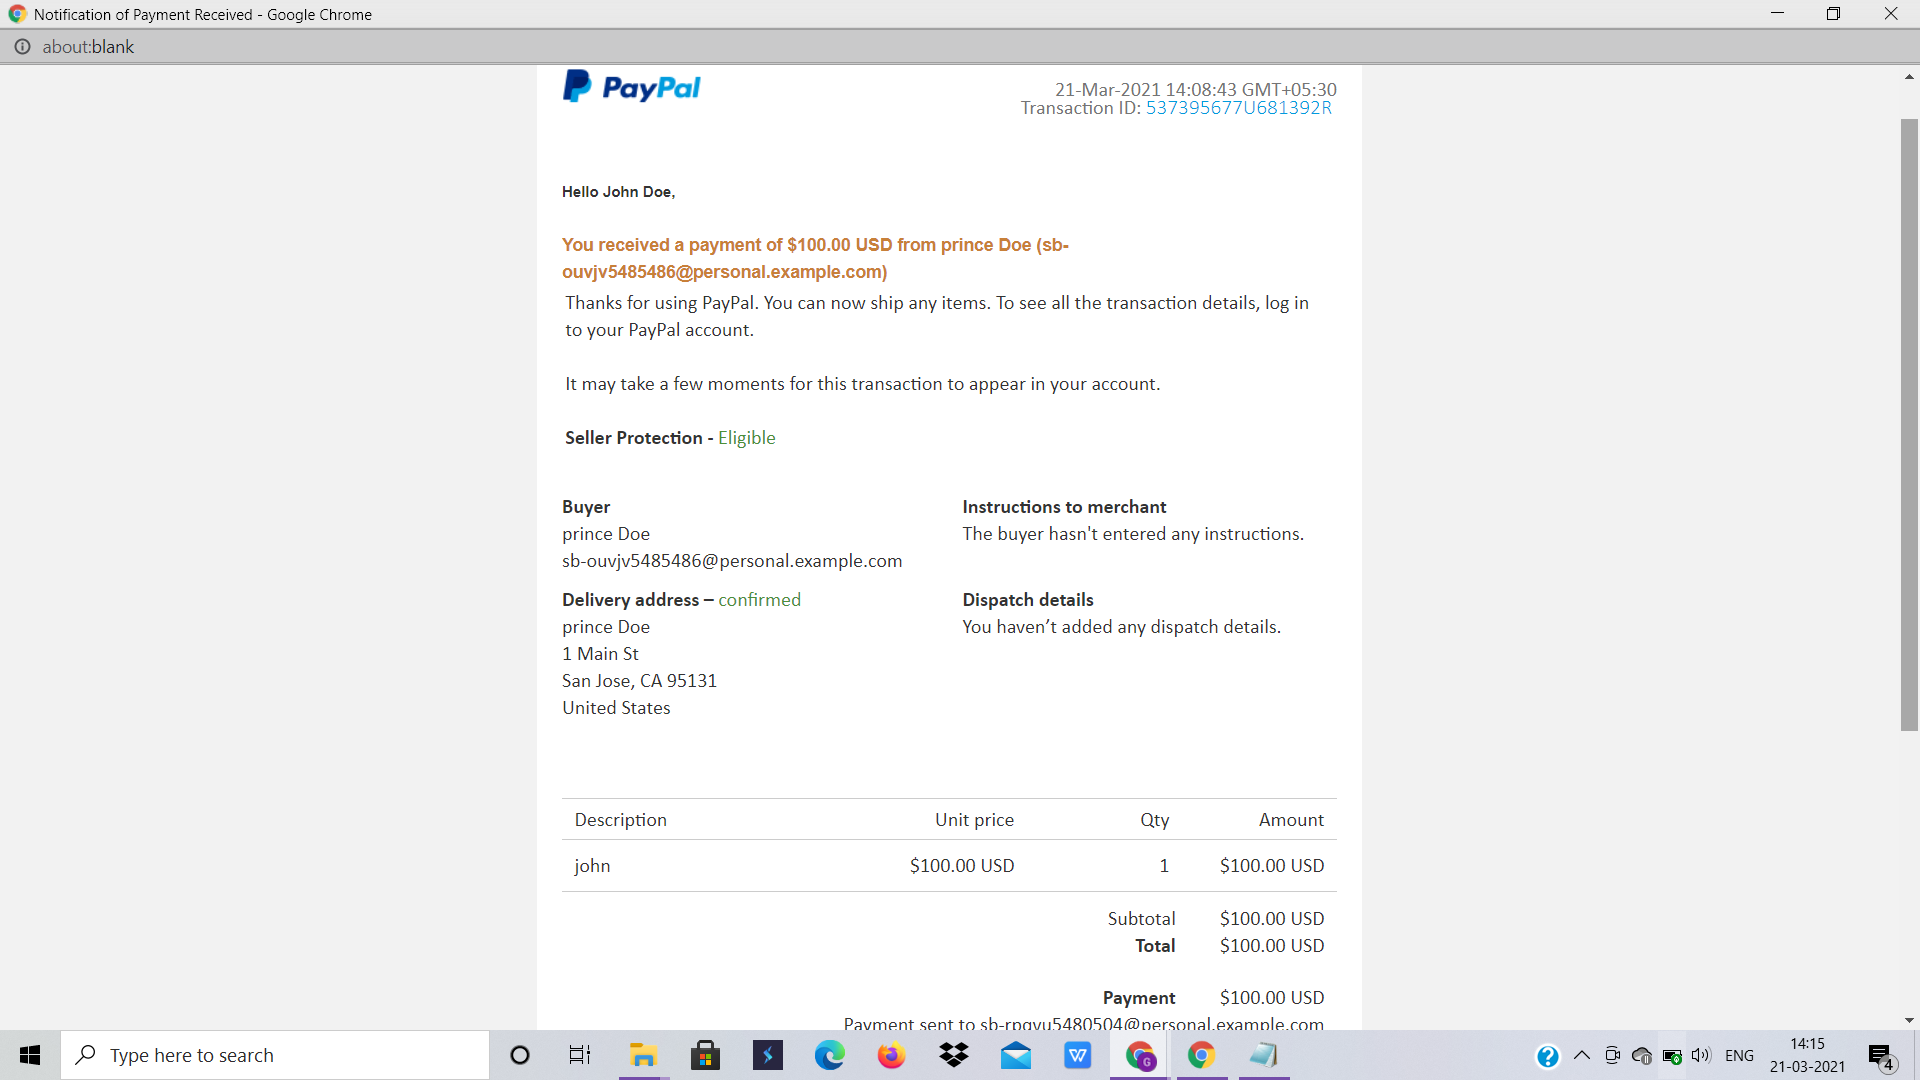 Notification of Payment Received - Google Chrome
about:blank
PayPal
21-Mar-2021 14:08:43 GMT+05:30
Transaction ID: 537395677U681392R
Hello John Doe,
You received a payment of $100.00 USD from prince Doe (sb-
ouvjv5485486@personal.example.com)
Thanks for using PayPal. You can now ship any items. To see all the transaction details, log in
to your PayPal account.
It may take a few moments for this transaction to appear in your account.
Seller Protection - Eligible
Buyer
prince Doe
sb-ouvjv5485486@personal.example.com
Instructions to merchant
The buyer hasn't entered any instructions.
Delivery address – confirmed
prince Doe
1 Main St
San Jose, CA 95131
United States
Dispatch details
You haven’t added any dispatch details.
Description Unit price Qty Amount
john $100.00 USD 1 $100.00 USD
Subtotal $100.00 USD
Total $100.00 USD
Payment $100.00 USD
Payment sent to sb-rpqvu5480504@personal.example.com
Type here to search
ENG
14:15
21-03-2021
4